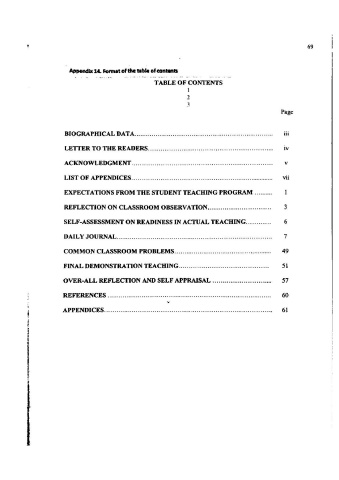 69
Appendix 14. Format of the table of contents
TABLE OF CONTENTS
1
2
3
Page
BIOGRAPHICAL DATA.................................................................. iii
LETTER TO THE READERS............................................................ iv
ACKNOWLEDGMENT.................................................................... v
LIST OF APPENDICES.................................................................. vii
EXPECTATIONS FROM THE STUDENT TEACHING PROGRAM ......... 1
REFLECTION ON CLASSROOM OBSERVATION.............................. 3
SELF-ASSESSMENT ON READINESS IN ACTUAL TEACHING............. 6
DAILY JOURNAL........................................................................ 7
COMMON CLASSROOM PROBLEMS.............................................. 49
FINAL DEMONSTRATION TEACHING........................................... 51
OVER-ALL REFLECTION AND SELF APPRAISAL ............................ 57
REFERENCES ............................................................................ 60
APPENDICES.............................................................................. 61